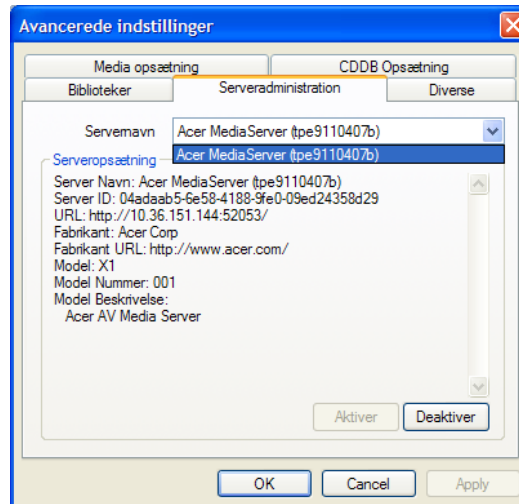 Avancerede indstillinger
Media opsætning
CDDB Opsætning
Biblioteker
Serveradministration
Diverse
Servernavn
Acer MediaServer (tpe9110407b)
Acer MediaServer (tpe9110407b)
Serveropsætning
Server Navn: Acer MediaServer (tpe9110407b)
Server ID: 04adaab5-6e58-4188-9fe0-09ed24358d29
URL: http://10.36.151.144:52053/
Fabrikant: Acer Corp
Fabrikant URL: http://www.acer.com/
Model: X1
Model Nummer: 001
Model Beskrivelse:
Acer AV Media Server
Aktiver
Deaktiver
OK
Cancel
Apply